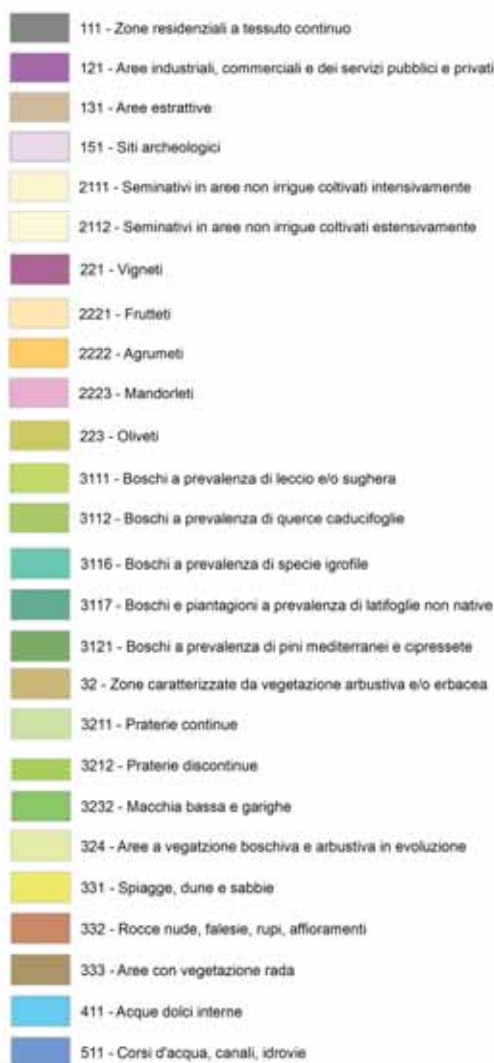 111 - Zone residenziali a tessuto continuo
121 - Aree industriali, commerciali e dei servizi pubblici e privati
131 - Aree estrattive
151 - Siti archeologici
2111 - Seminativi in aree non irrigue coltivati intensivamente
2112 - Seminativi in aree non irrigue coltivati estensivamente
221 - Vigneti
2221 - Frutteti
2222 - Agrumeti
2223 - Mandorleti
223 - Oliveti
3111 - Boschi a prevalenza di leccio e/o sughera
3112 - Boschi a prevalenza di querce caducifoglie
3116 - Boschi a prevalenza di specie igrofile
3117 - Boschi e piantagioni a prevalenza di latifoglie non native
3121 - Boschi a prevalenza di pini mediterranei e cipressete
32 - Zone caratterizzate da vegetazione arbustiva e/o erbacea
3211 - Praterie continue
3212 - Praterie discontinue
3232 - Macchia bassa e garighe
324 - Aree a vegatzione boschiva e arbustiva in evoluzione
331 - Spiagge, dune e sabbie
332 - Rocce nude, falesie, rupi, affioramenti
333 - Aree con vegetazione rada
411 - Acque dolci interne
511 - Corsi d'acqua, canali, idrovie